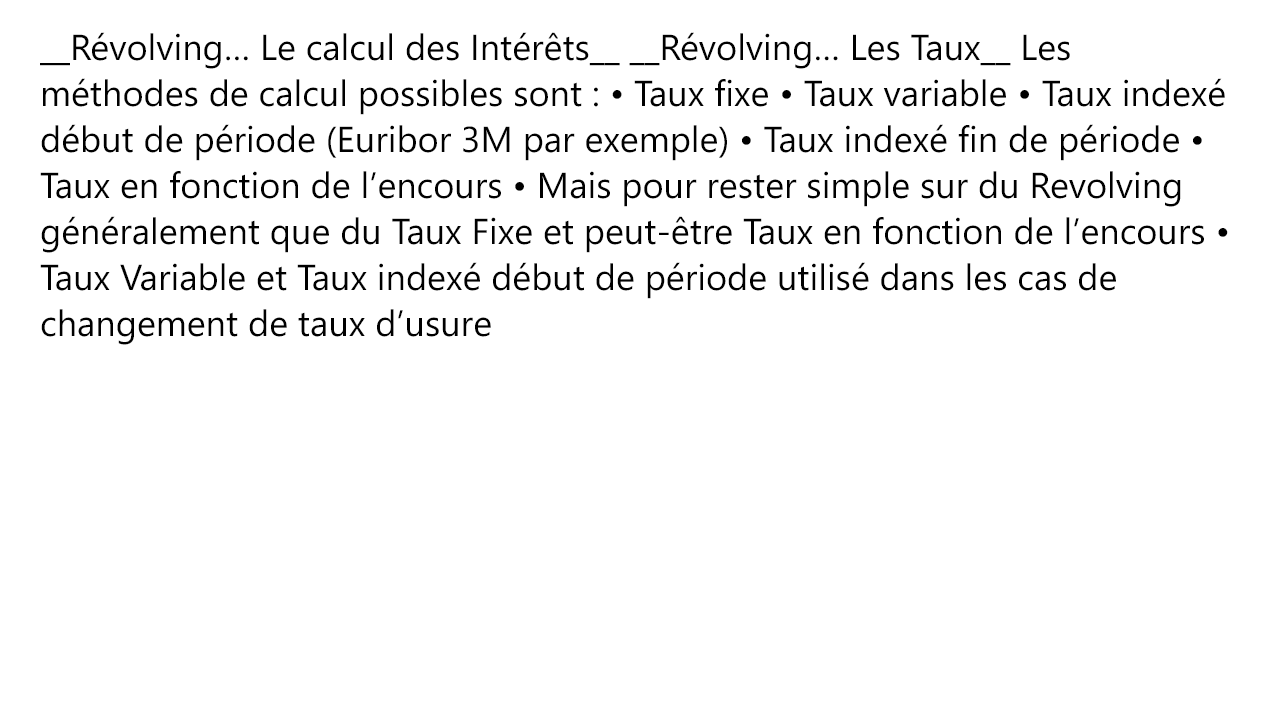 __Révolving… Le calcul des Intérêts__ __Révolving… Les Taux__ Les
méthodes de calcul possibles sont : • Taux fixe • Taux variable • Taux indexé
début de période (Euribor 3M par exemple) • Taux indexé fin de période •
Taux en fonction de l’encours • Mais pour rester simple sur du Revolving
généralement que du Taux Fixe et peut-être Taux en fonction de l’encours •
Taux Variable et Taux indexé début de période utilisé dans les cas de
changement de taux d’usure